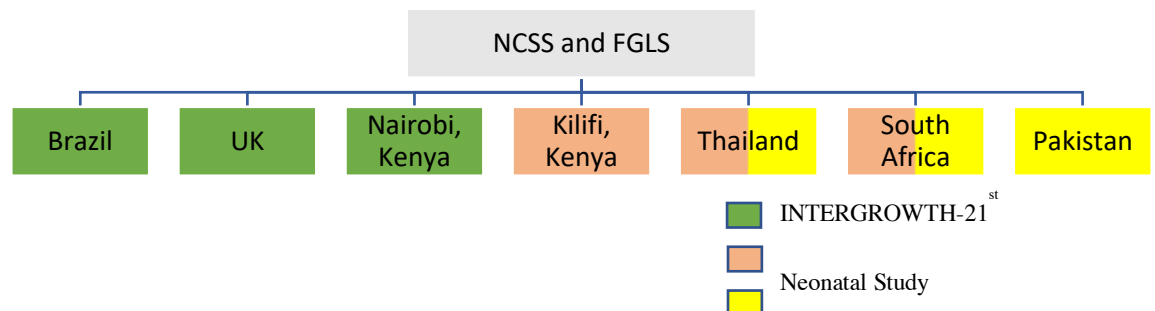 NCSS and FGLS
Brazil
UK
Nairobi,
Kenya
Kilifi,
Kenya
Thailand
South
Africa
Pakistan
INTERGROWTH-21st
Neonatal Study